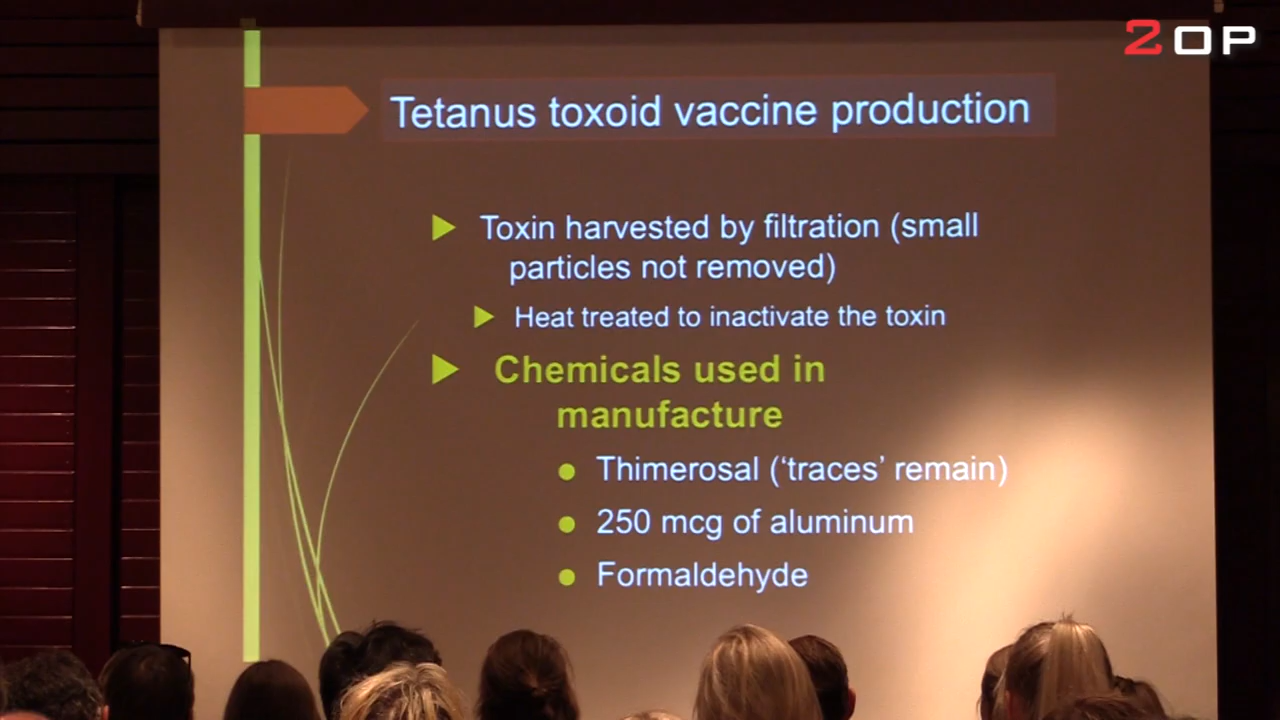 2OP
Tetanus toxoid vaccine production
Toxin harvested by filtration (small
particles not removed)
Heat treated to inactivate the toxin
Chemicals used in
manufacture
Thimerosal (‘traces’ remain)
250 mcg of aluminum
Formaldehyde